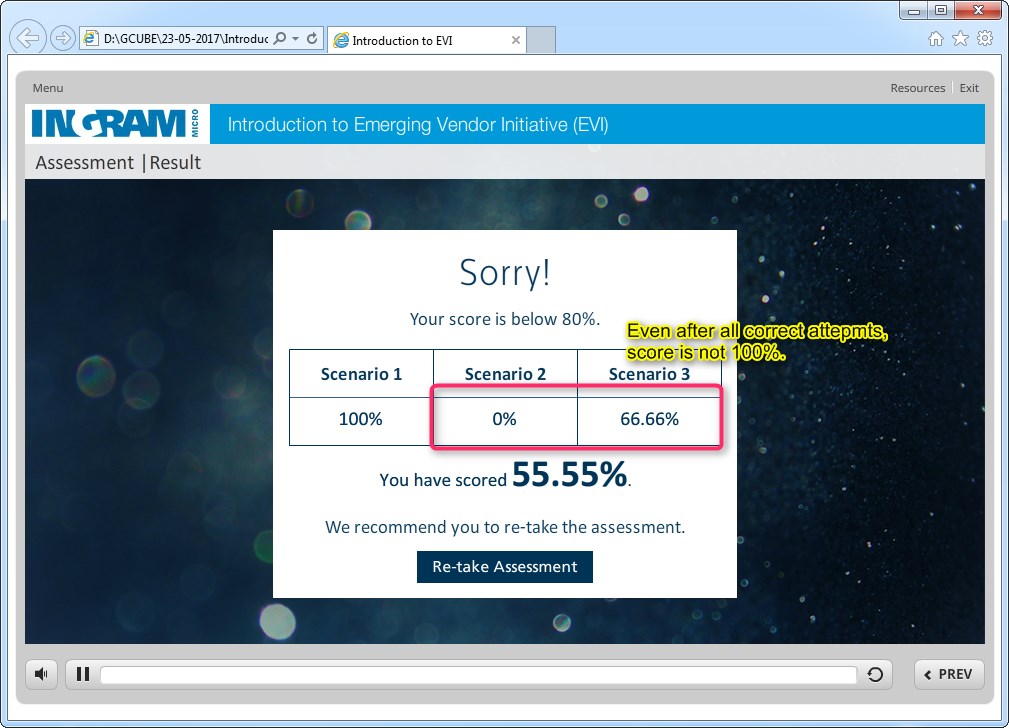 D:\GCUBE\23-05-2017\Introduc
Introduction to EVI
Menu
Resources
Exit
INGRAM MICRO
Introduction to Emerging Vendor Initiative (EVI)
Assessment |Result
Sorry!
Your score is below 80%.
Even after all correct attepmts,
score is not 100%.
Scenario 1 Scenario 2 Scenario 3
100% 0% 66.66%
You have scored 55.55%.
We recommend you to re-take the assessment.
Re-take Assessment
PREV